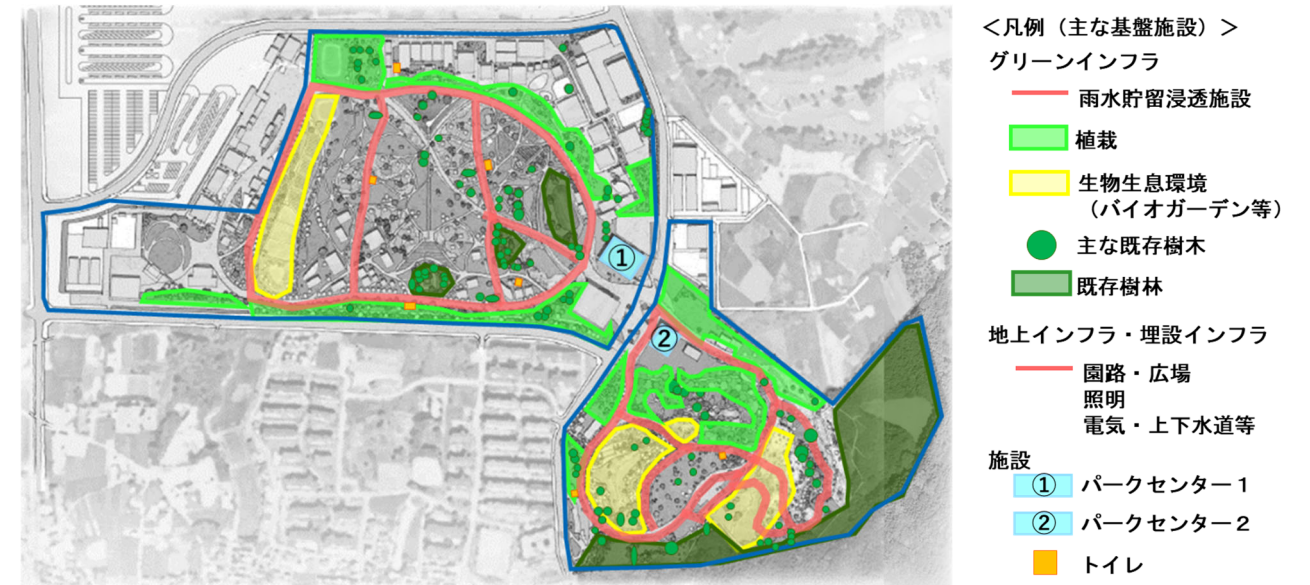 ＜凡例（主な基盤施設）＞
グリーンインフラ
雨水貯留浸透施設
植栽
生物生息環境
（バイオガーデン等）
主な既存樹木
既存樹林
地上インフラ・埋設インフラ
園路・広場
照明
電気・上下水道等
施設
① パークセンター１
② パークセンター２
トイレ
①
②